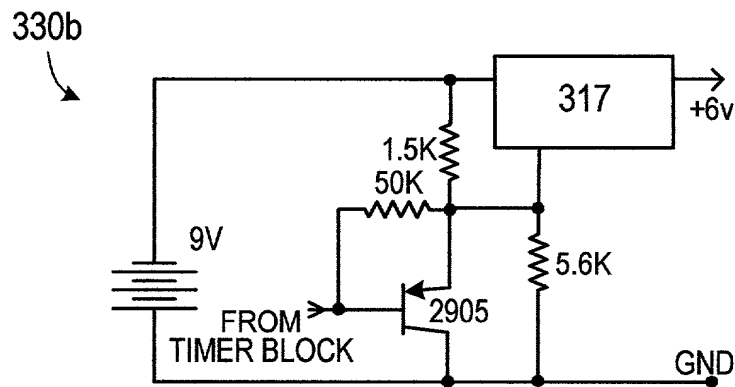 330b
317
+6v
1.5K
50K
9V
5.6K
2905
FROM
TIMER BLOCK
GND